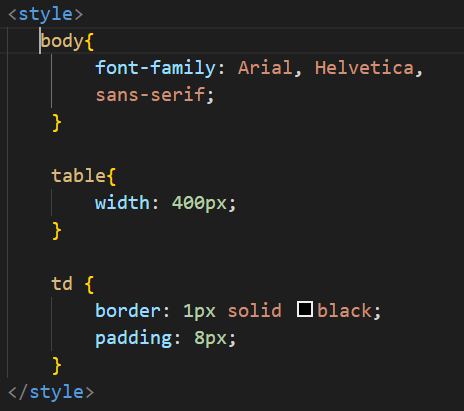 <style>
body{
font-family: Arial, Helvetica,
sans-serif;
}
table{
width: 400px;
}
td {
border: 1px solid black;
padding: 8px;
}
</style>